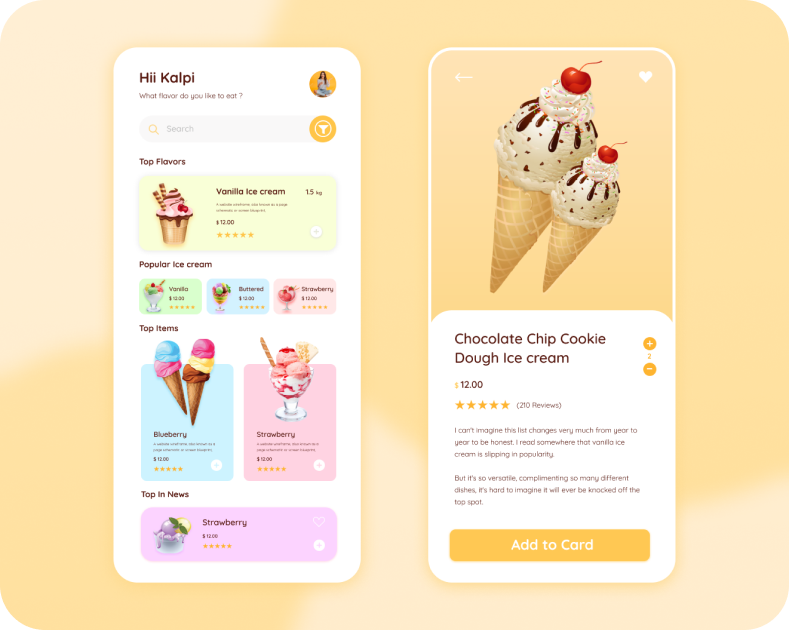 Hii Kalpi
What flavor do you like to eat ?
Search
Top Flavors
Vanilla Ice cream
1.5 kg
A website wireframe, also known as a page
schematic or screen blueprint,
$ 12.00
Popular Ice cream
Vanilla
$ 12.00
Buttered
$ 12.00
Strawberry
$ 12.00
Top Items
Blueberry
A website wireframe, also known as a
page schematic or screen blueprint,
$ 12.00
Strawberry
A website wireframe, also known as a
page schematic or screen blueprint,
$ 12.00
Top In News
Strawberry
$ 12.00
Chocolate Chip Cookie
Dough Ice cream
2
$ 12.00
(210 Reviews)
I can't imagine this list changes very much from year to
year to be honest. I read somewhere that vanilla ice
cream is slipping in popularity.
But it's so versatile, complimenting so many different
dishes, it's hard to imagine it will ever be knocked off the
top spot.
Add to Card